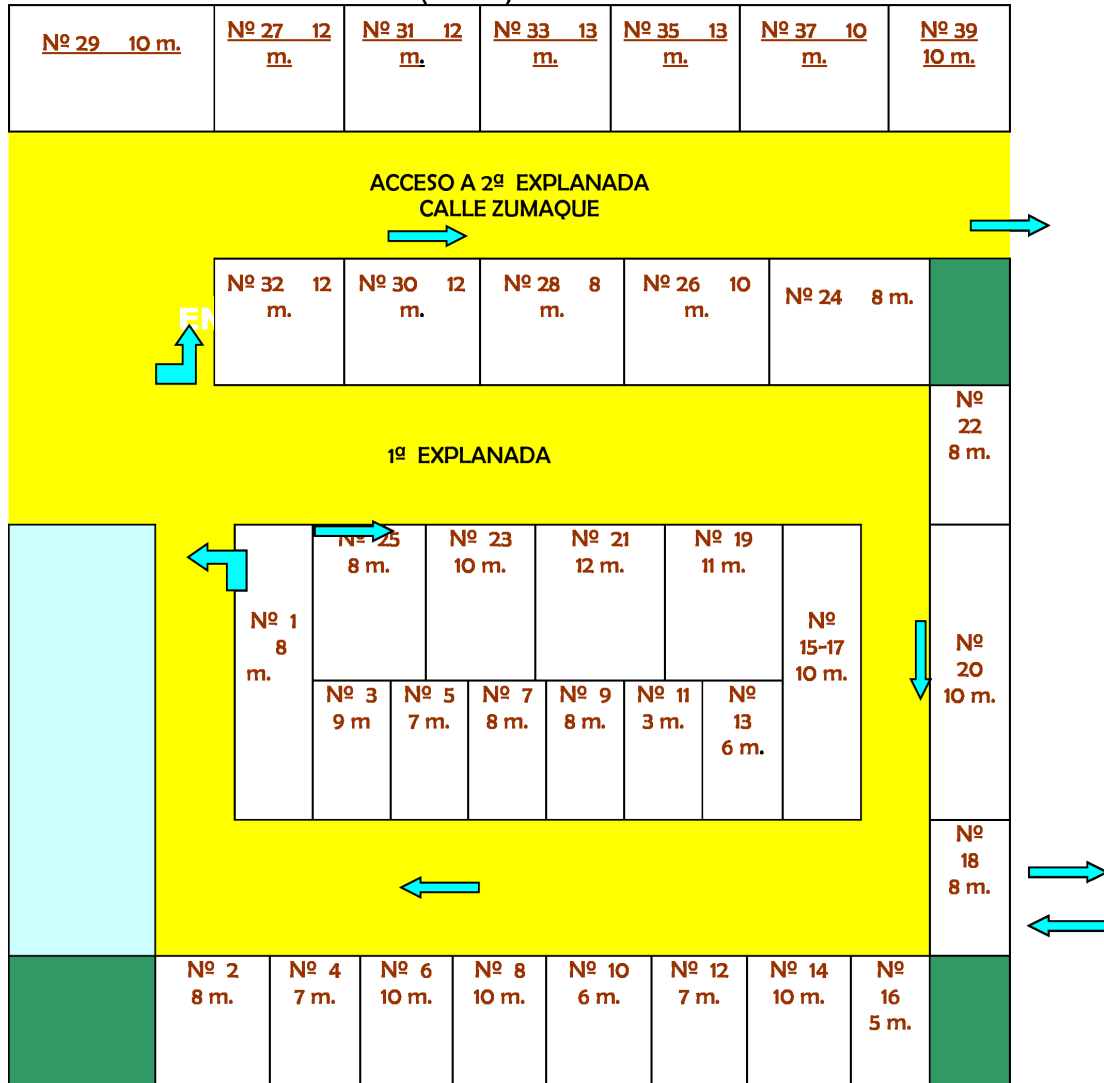 Nº 29 10 m.
Nº 27 12
m.
Nº 31 12
m.
Nº 33 13
m.
Nº 35 13
m.
Nº 37 10
m.
Nº 39
10 m.
ACCESO A 2ª EXPLANADA
CALLE ZUMAQUE
Nº 32 12
m.
Nº 30 12
m.
Nº 28 8
m.
Nº 26 10
m.
Nº 24 8 m.
Nº
22
8 m.
1ª EXPLANADA
Nº 1
8
m.
Nº 25
8 m.
Nº 23
10 m.
Nº 21
12 m.
Nº 19
11 m.
Nº
15-17
10 m.
Nº
20
10 m.
Nº 3
9 m
Nº 5
7 m.
Nº 7
8 m.
Nº 9
8 m.
Nº 11
3 m.
Nº
13
6 m.
Nº
18
8 m.
Nº 2
8 m.
Nº 4
7 m.
Nº 6
10 m.
Nº 8
10 m.
Nº 10
6 m.
Nº 12
7 m.
Nº 14
10 m.
Nº
16
5 m.